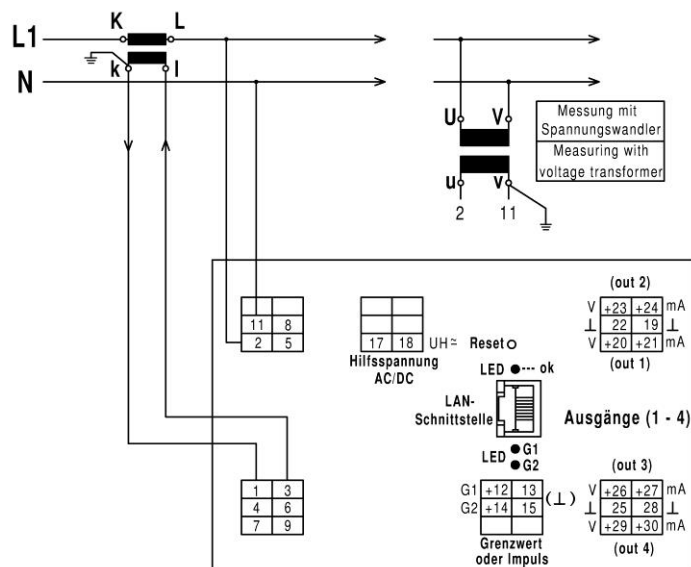 K L
L1
k l
N
U V
Messung mit
Spannungswandler
Measuring with
voltage transformer
u v
2 11
(out 2)
V +23 +24 mA
⊥ 22 19 ⊥
V +20 +21 mA
(out 1)
11 8
2 5
17 18 UH≃
Hilfsspannung
AC/DC
Reset
LED --- ok
LAN-
Schnittstelle
Ausgänge (1 - 4)
LED G1
G2
1 3
4 6
7 9
G1 +12 13
G2 +14 15
(⊥)
Grenzwert
oder Impuls
(out 3)
V +26 +27 mA
⊥ 25 28 ⊥
V +29 +30 mA
(out 4)